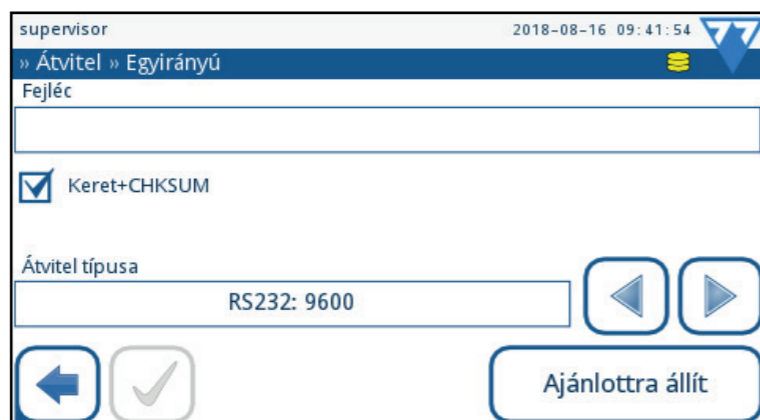 supervisor 2018-08-16 09:41:54
» Átvitel » Egyirányú
Fejléc
Keret+CHKSUM
Átvitel típusa
RS232: 9600
Ajánlottra állít